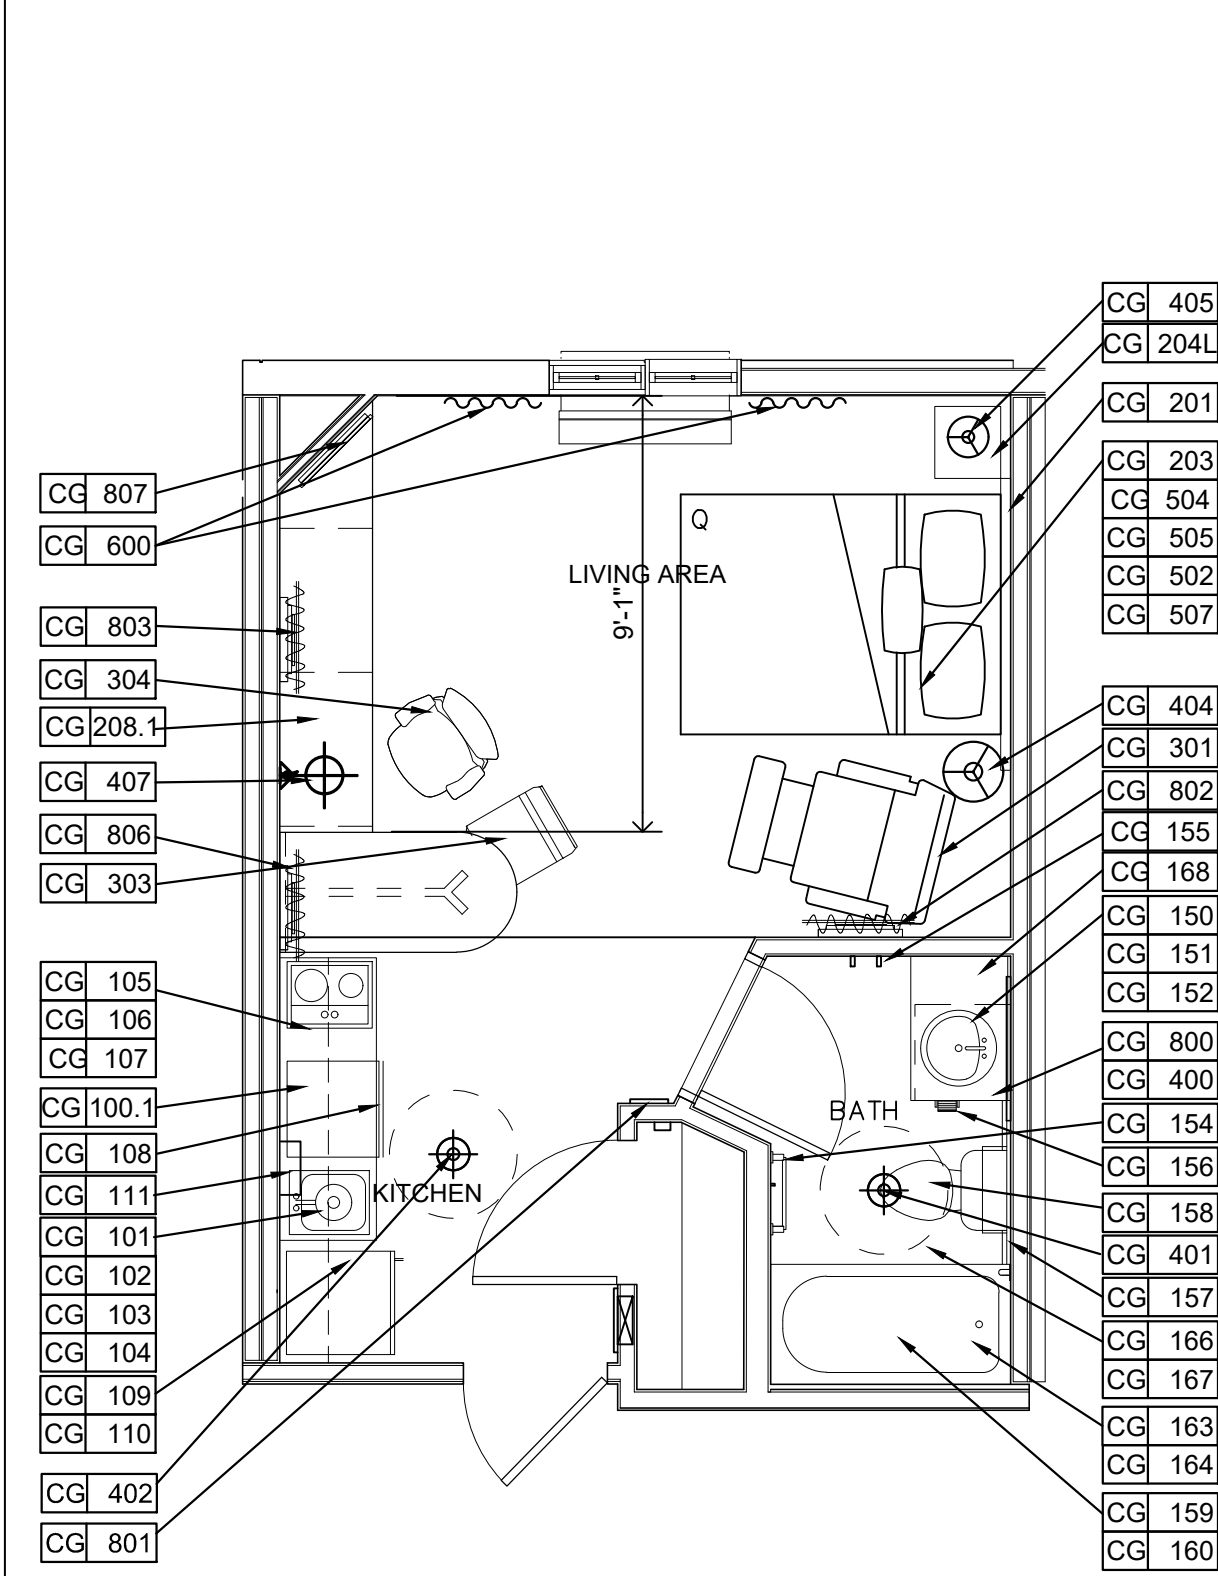 CG 807
CG 600
CG 803
CG 304
CG 208.1
CG 407
CG 806
CG 303
CG 105
CG 106
CG 107
CG 100.1
CG 108
CG 111
CG 101
CG 102
CG 103
CG 104
CG 109
CG 110
CG 402
CG 801
Q
LIVING AREA
9'-1"
KITCHEN
BATH
CG 405
CG 204L
CG 201
CG 203
CG 504
CG 505
CG 502
CG 507
CG 404
CG 301
CG 802
CG 155
CG 168
CG 150
CG 151
CG 152
CG 800
CG 400
CG 154
CG 156
CG 158
CG 401
CG 157
CG 166
CG 167
CG 163
CG 164
CG 159
CG 160